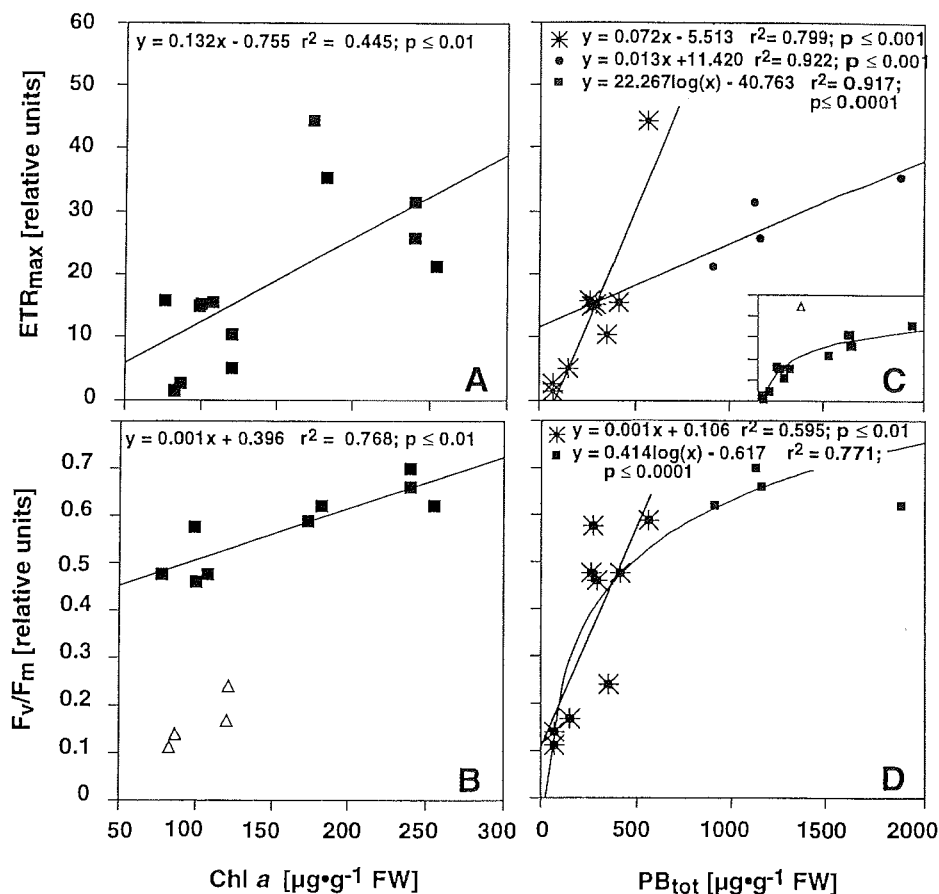 y = 0.132x - 0.755 r² = 0.445; p ≤ 0.01
60
50
40
30
20
10
0
ETRmax [relative units]
A
y = 0.072x - 5.513 r² = 0.799; p ≤ 0.001
y = 0.013x +11.420 r²= 0.922; p ≤ 0.001
y = 22.267log(x) - 40.763 r² = 0.917;
p≤ 0.0001
C
y = 0.001x + 0.396 r² = 0.768; p ≤ 0.01
0.7
0.6
0.5
0.4
0.3
0.2
0.1
0
Fv/Fm [relative units]
B
50 100 150 200 250 300
Chl a [µg•g-1 FW]
y = 0.001x + 0.106 r² = 0.595; p ≤ 0.01
y = 0.414log(x) - 0.617 r² = 0.771;
p ≤ 0.0001
D
0 500 1000 1500 2000
PBtot [µg•g-1 FW]